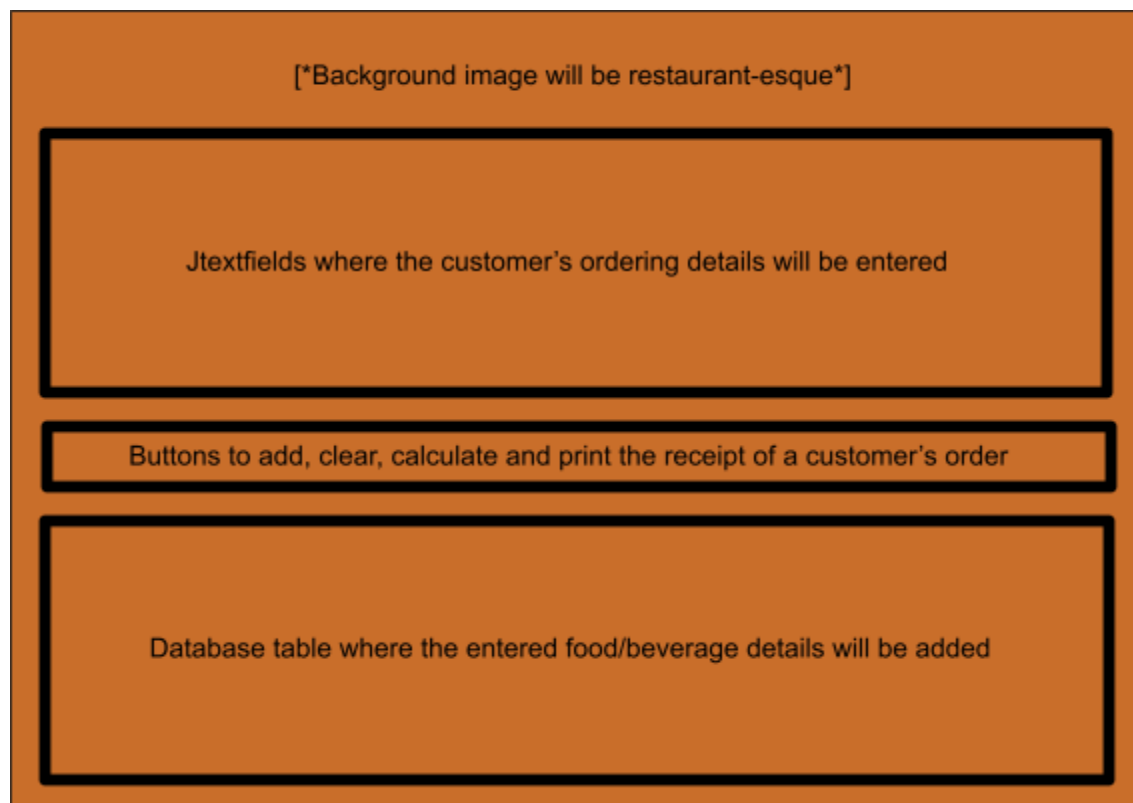 [*Background image will be restaurant-esque*]
Jtextfields where the customer’s ordering details will be entered
Buttons to add, clear, calculate and print the receipt of a customer’s order
Database table where the entered food/beverage details will be added